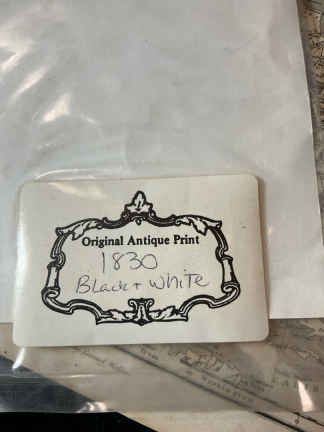 Original Antique Print
1830
Black + White